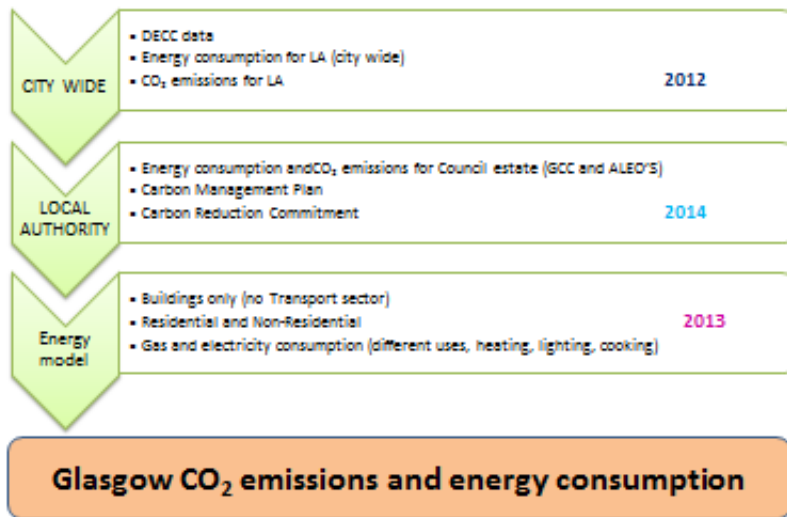 CITY WIDE
• DECC data
• Energy consumption for LA (city wide)
• CO₂ emissions for LA
2012
LOCAL
AUTHORITY
• Energy consumption andCO₂ emissions for Council estate (GCC and ALEO'S)
• Carbon Management Plan
• Carbon Reduction Commitment
2014
Energy
model
• Buildings only (no Transport sector)
• Residential and Non-Residential
• Gas and electricity consumption (different uses, heating, lighting, cooking)
2013
Glasgow CO₂ emissions and energy consumption